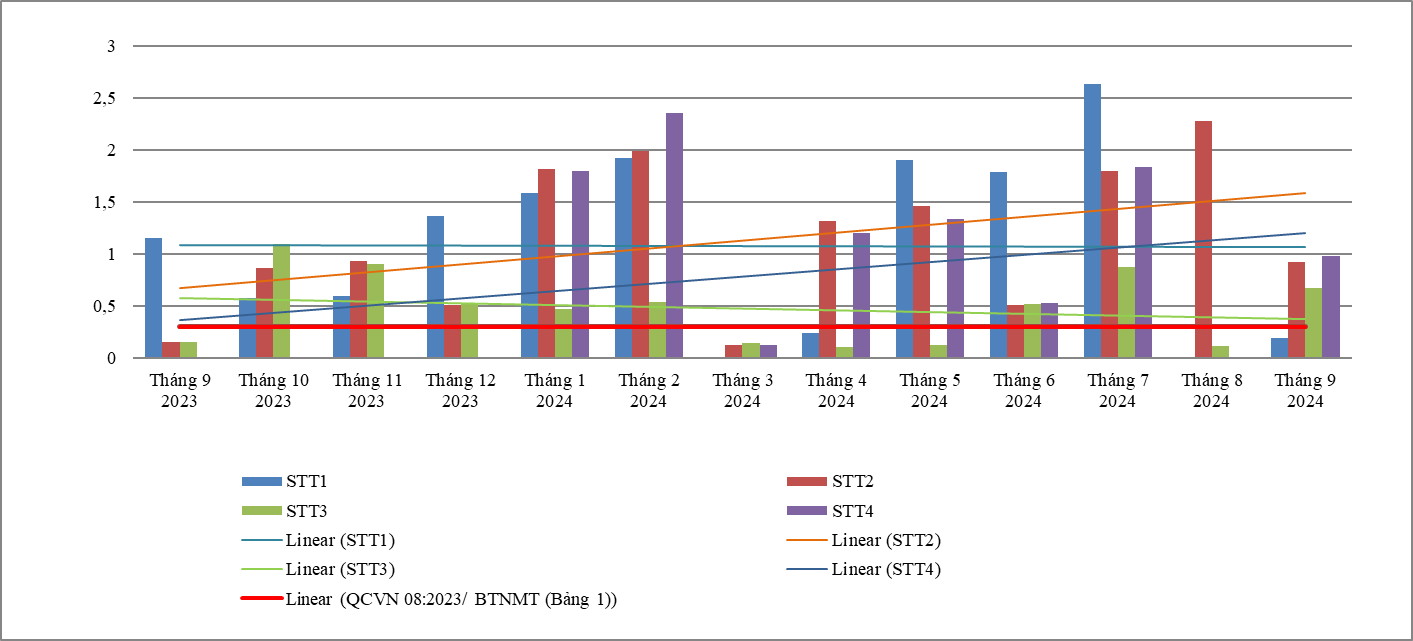 3
2,5
2
1,5
1
0,5
0
Tháng 9 Tháng 10 Tháng 11 Tháng 12 Tháng 1 Tháng 2 Tháng 3 Tháng 4 Tháng 5 Tháng 6 Tháng 7 Tháng 8 Tháng 9
2023 2023 2023 2023 2024 2024 2024 2024 2024 2024 2024 2024 2024
STT1 STT2
STT3 STT4
Linear (STT1) Linear (STT2)
Linear (STT3) Linear (STT4)
Linear (QCVN 08:2023/ BTNMT (Bảng 1))